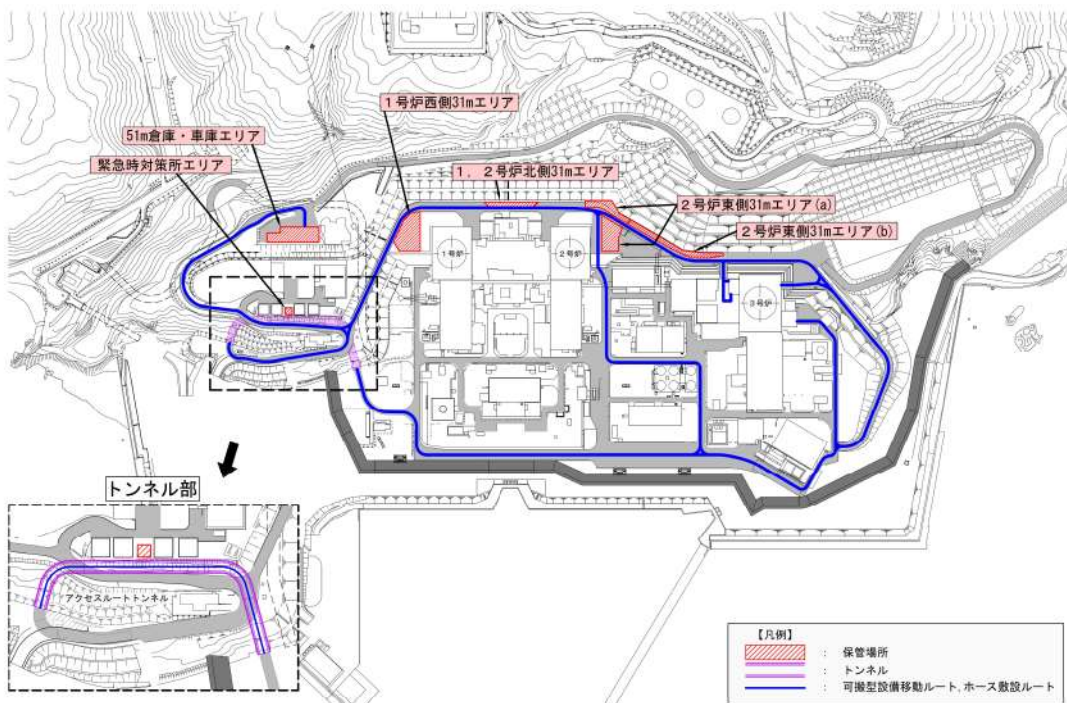 1号炉西側31mエリア
51m倉庫・車庫エリア
緊急時対策所エリア
1,2号炉北側31mエリア
2号炉東側31mエリア(a)
2号炉東側31mエリア(b)
1号炉
2号炉
3号炉
トンネル部
アクセスルートトンネル
【凡例】
: 保管場所
: トンネル
: 可搬型設備移動ルート,ホース敷設ルート